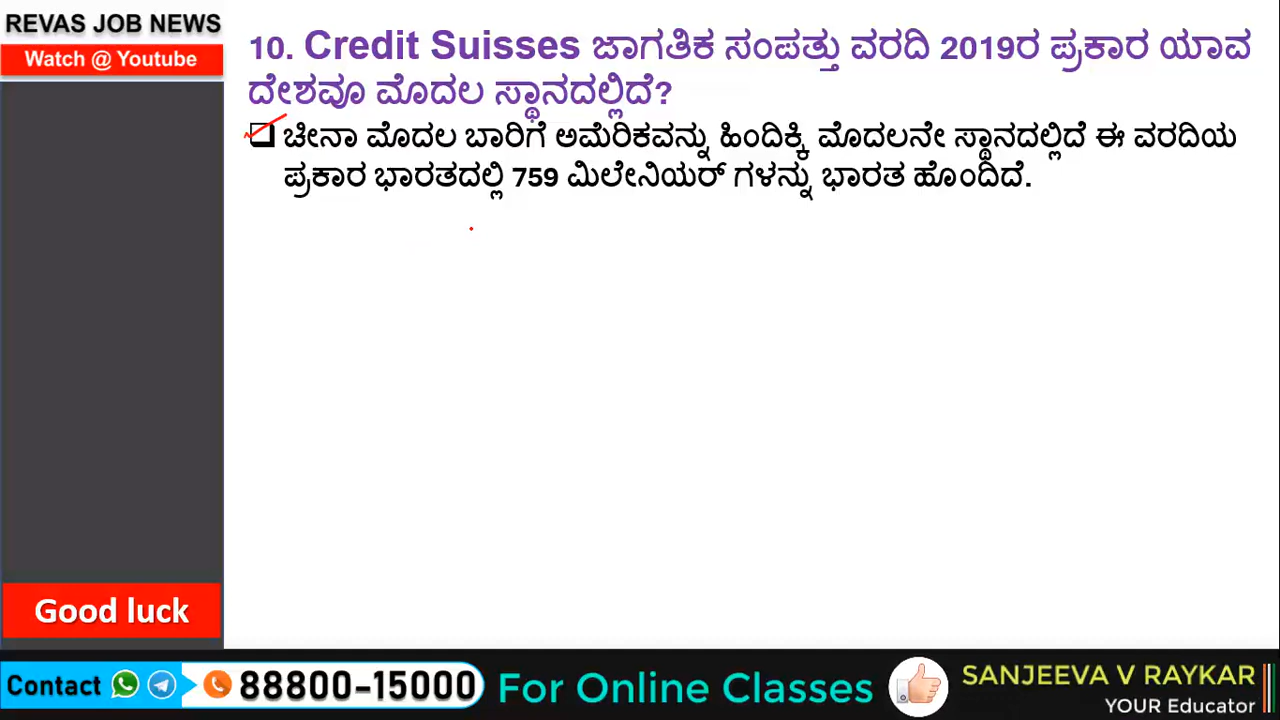 REVAS JOB NEWS
Watch @ Youtube
10. Credit Suisses ಜಾಗತಿಕ ಸಂಪತ್ತು ವರದಿ 2019ರ ಪ್ರಕಾರ ಯಾವ
ದೇಶವೂ ಮೊದಲ ಸ್ಥಾನದಲ್ಲಿದೆ?
ಚೀನಾ ಮೊದಲ ಬಾರಿಗೆ ಅಮೆರಿಕವನ್ನು ಹಿಂದಿಕ್ಕಿ ಮೊದಲನೇ ಸ್ಥಾನದಲ್ಲಿದೆ ಈ ವರದಿಯ
ಪ್ರಕಾರ ಭಾರತದಲ್ಲಿ 759 ಮಿಲೇನಿಯರ್ ಗಳನ್ನು ಭಾರತ ಹೊಂದಿದೆ.
Good luck
Contact 88800-15000 For Online Classes
SANJEEVA V RAYKAR
YOUR Educator